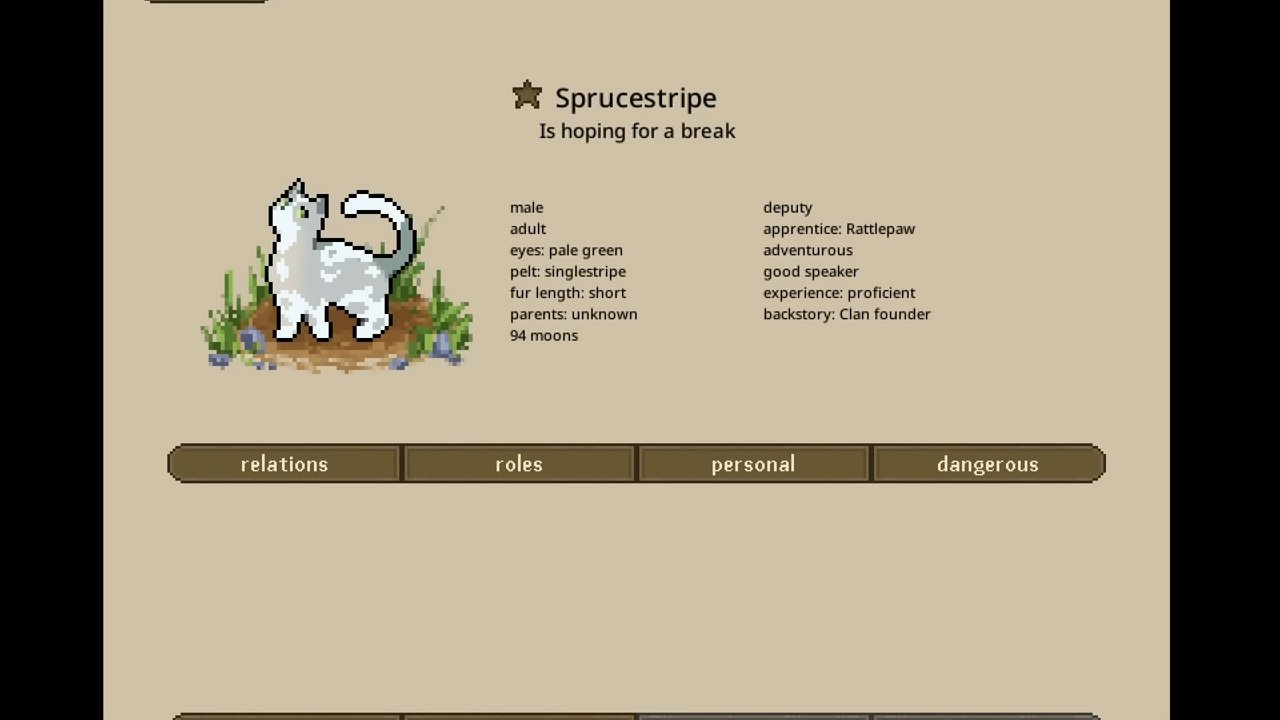 Sprucestripe
Is hoping for a break
male
adult
eyes: pale green
pelt: singlestripe
fur length: short
parents: unknown
94 moons
deputy
apprentice: Rattlepaw
adventurous
good speaker
experience: proficient
backstory: Clan founder
relations
roles
personal
dangerous